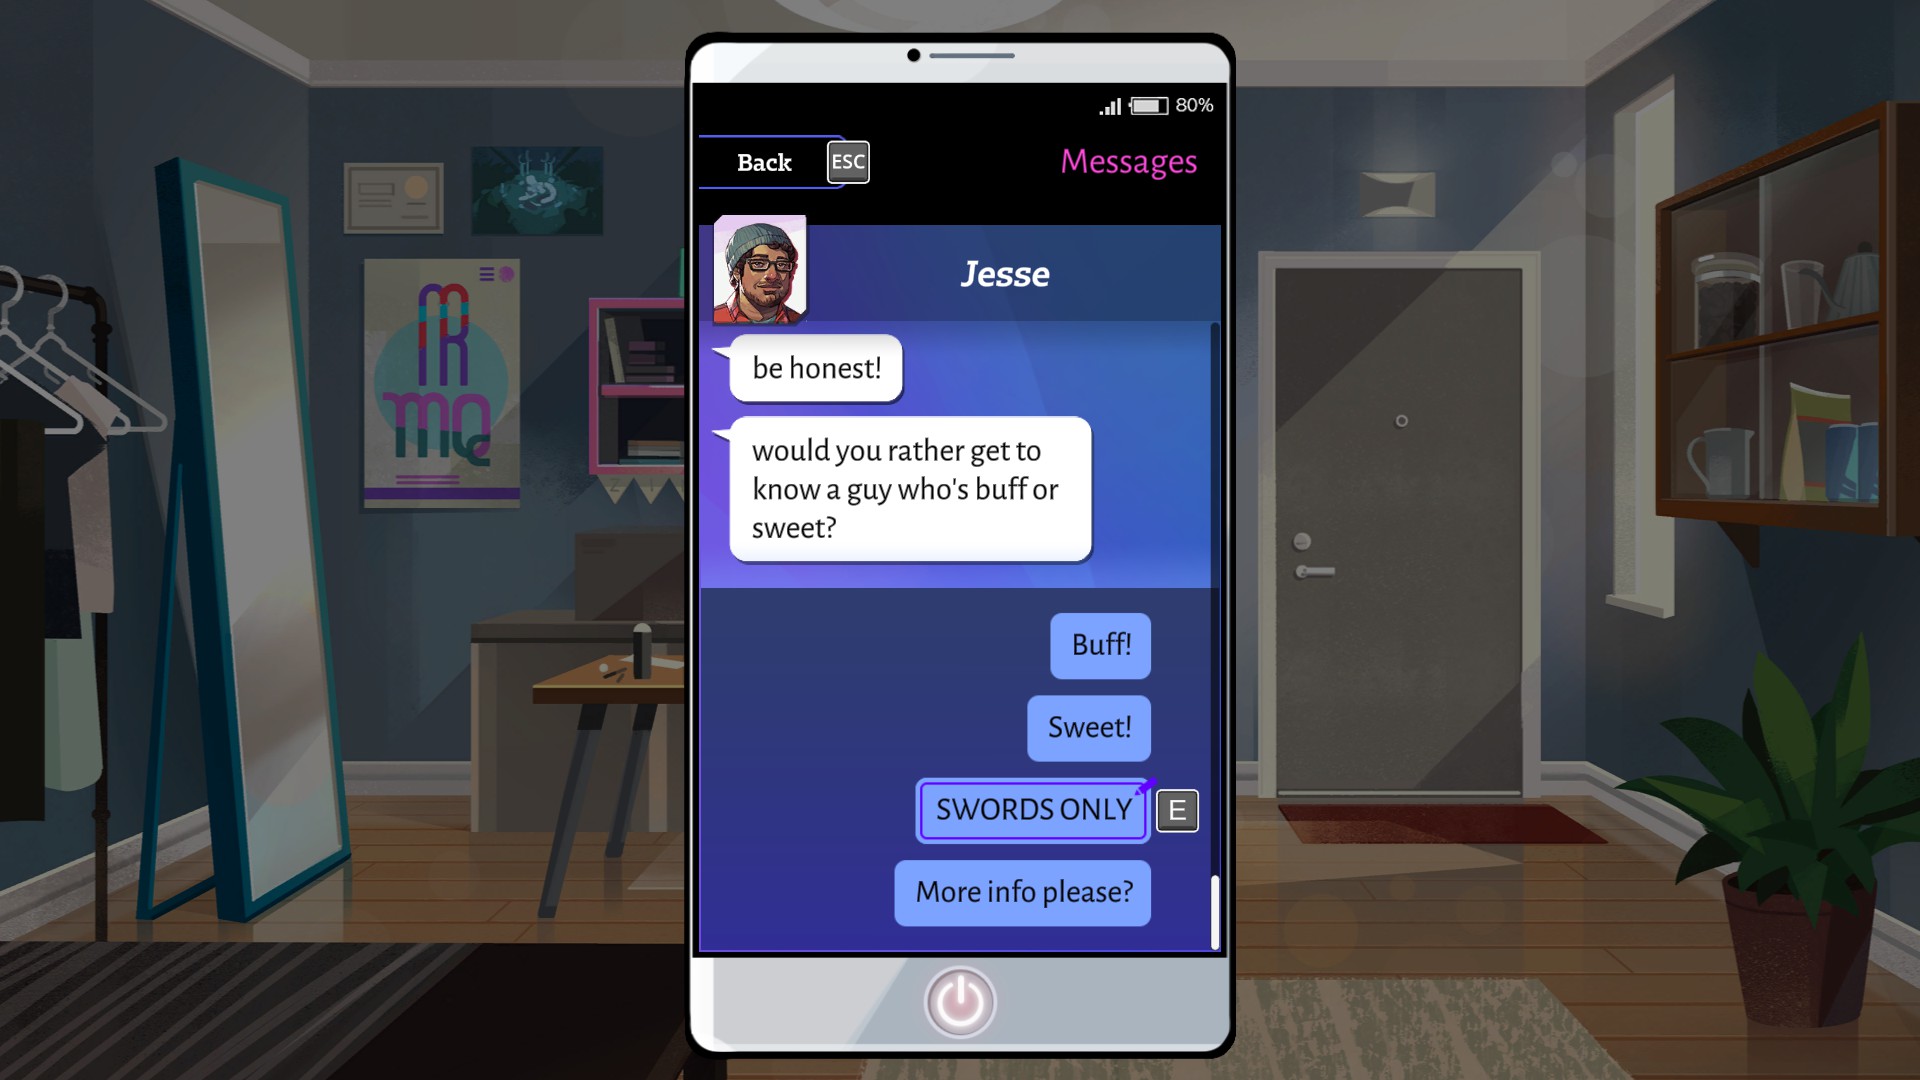 80%
Back
ESC
Messages
Jesse
be honest!
would you rather get to
know a guy who's buff or
sweet?
Buff!
Sweet!
SWORDS ONLY
E
More info please?